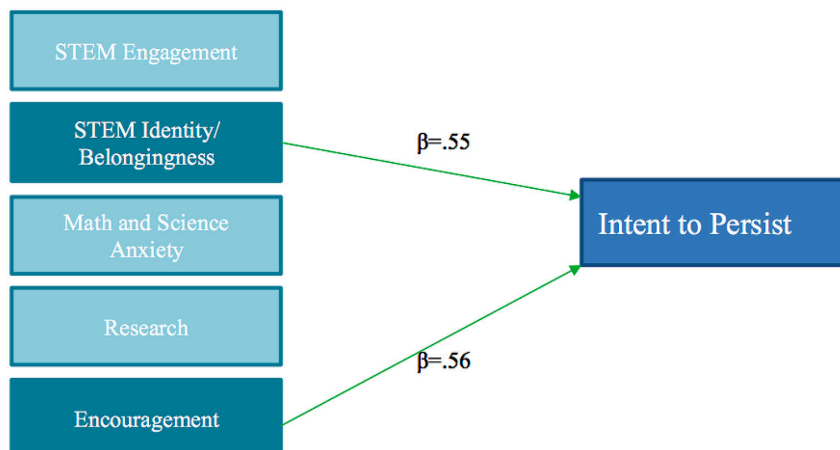 STEM Engagement
STEM Identity/
Belongingness
β=.55
Math and Science
Anxiety
Intent to Persist
Research
β=.56
Encouragement